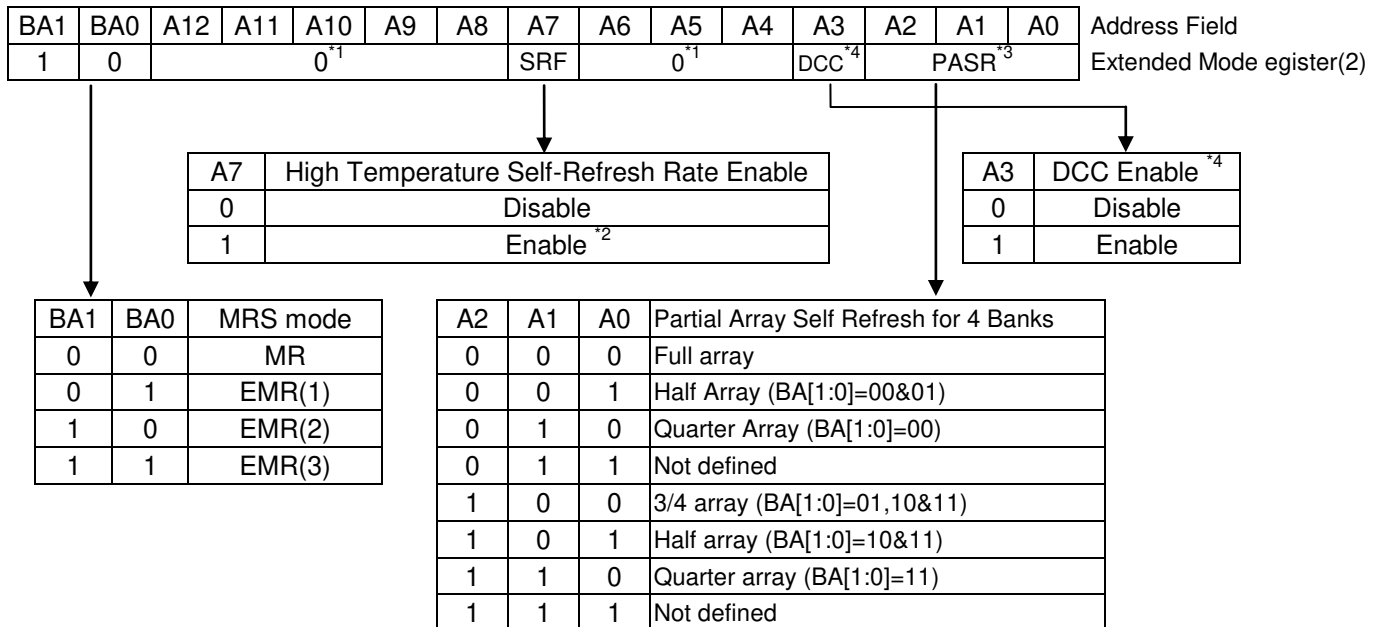 BA1 BA0 A12 A11 A10 A9 A8 A7 A6 A5 A4 A3 A2 A1 A0 Address Field
1 0 0*1 SRF 0*1 DCC*4 PASR*3 Extended Mode egister(2)
A7 High Temperature Self-Refresh Rate Enable
0 Disable
1 Enable *2
A3 DCC Enable *4
0 Disable
1 Enable
BA1 BA0 MRS mode
0 0 MR
0 1 EMR(1)
1 0 EMR(2)
1 1 EMR(3)
A2 A1 A0 Partial Array Self Refresh for 4 Banks
0 0 0 Full array
0 0 1 Half Array (BA[1:0]=00&01)
0 1 0 Quarter Array (BA[1:0]=00)
0 1 1 Not defined
1 0 0 3/4 array (BA[1:0]=01,10&11)
1 0 1 Half array (BA[1:0]=10&11)
1 1 0 Quarter array (BA[1:0]=11)
1 1 1 Not defined